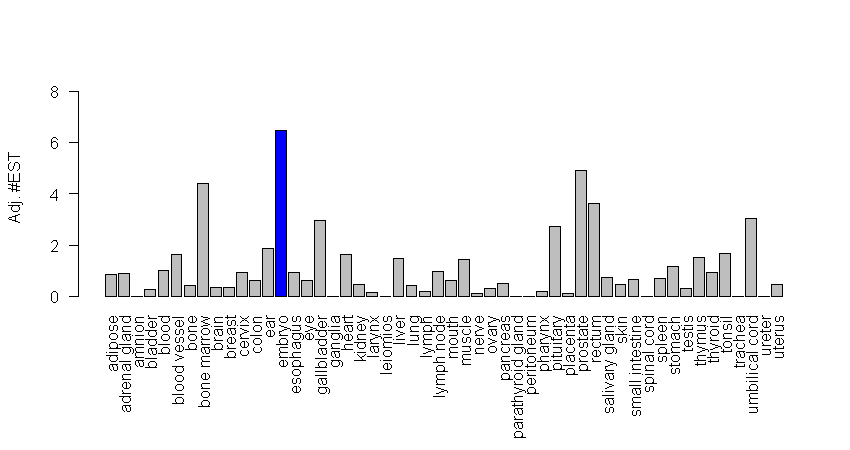 8
6
4
2
0
Adj. #EST
adipose
adrenal gland
amnion
bladder
blood
blood vessel
bone
bone marrow
brain
breast
cervix
colon
ear
embryo
esophagus
eye
gallbladder
ganglia
heart
kidney
larynx
leiomios
liver
lung
lymph
lymph node
mouth
muscle
nerve
ovary
pancreas
parathyroid gland
peritoneum
pharynx
pituitary
placenta
prostate
rectum
salivary gland
skin
small intestine
spinal cord
spleen
stomach
testis
thymus
thyroid
tonsil
trachea
umbilical cord
ureter
uterus